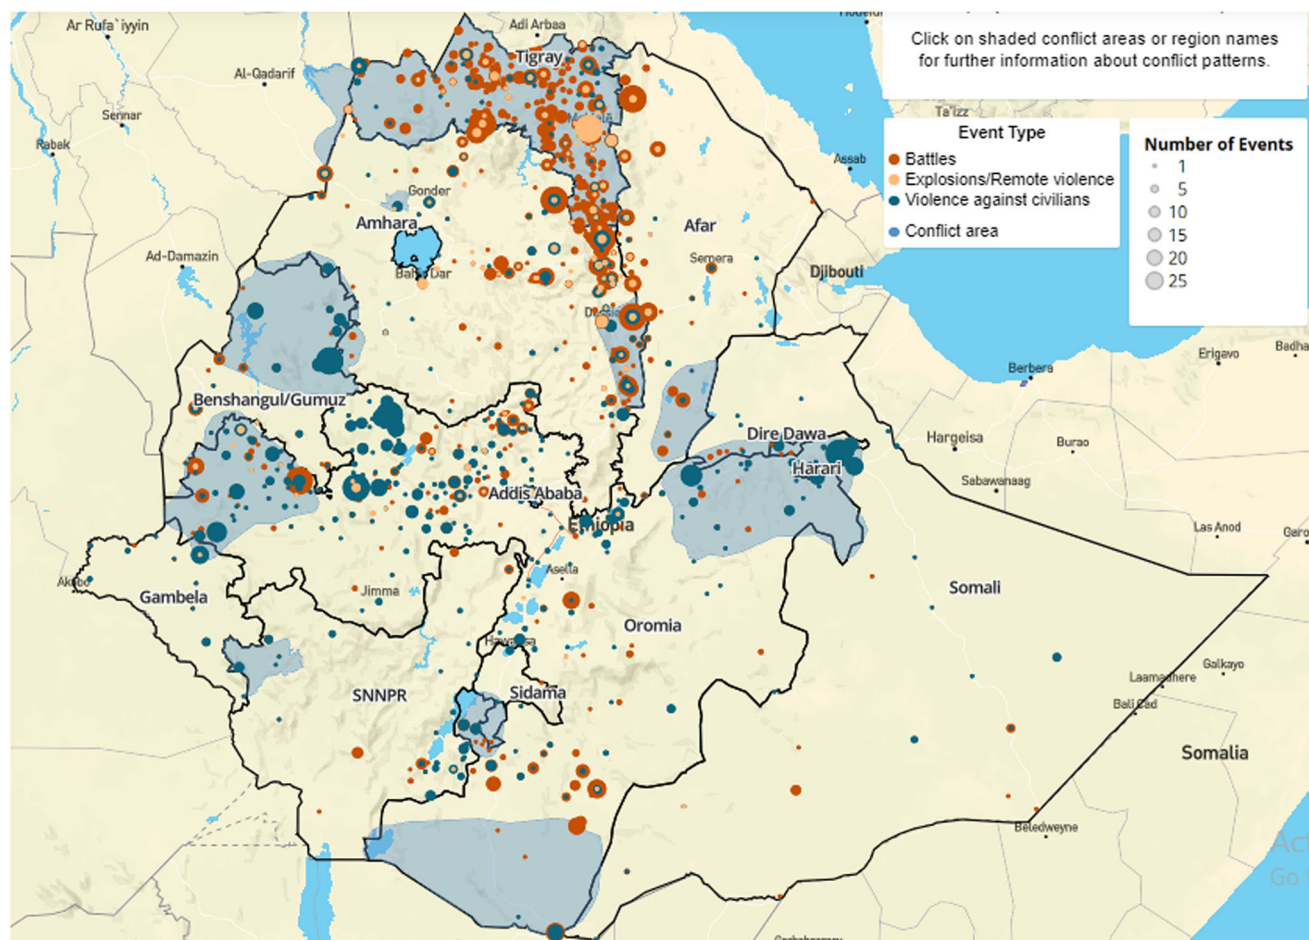 Ar Rufa`iyyin
Adi Arbaa
Click on shaded conflict areas or region names
for further information about conflict patterns.
Tigray
Al-Qadarif
Sennar
Ta'izz
Rabak
Assab
Event Type
Battles
Explosions/Remote violence
Violence against civilians
Conflict area
Number of Events
1
5
10
15
20
25
Gonder
Amhara
Afar
Ad-Damazin
Semera
Djibouti
Bahir Dar
Berbera
Erigavo
Badha
Benshangul/Gumuz
Dire Dawa
Hargeisa
Burao
Harari
Sabawanaag
Addis Ababa
Ethiopia
Las Anod
Garo
Asella
Jimma
Gambela
Somali
Oromia
SNNPR
Sidama
Galkayo
Laamadhere
Bali Cad
Somalia
Beledweyne
Act
Go